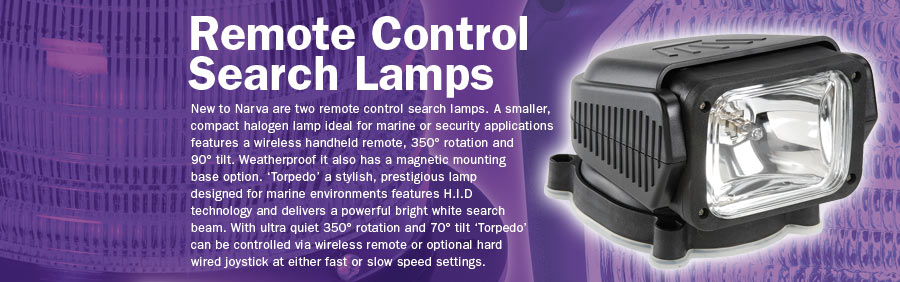 Remote Control
Search Lamps
New to Narva are two remote control search lamps. A smaller,
compact halogen lamp ideal for marine or security applications
features a wireless handheld remote, 350° rotation and
90° tilt. Weatherproof it also has a magnetic mounting
base option. ‘Torpedo’ a stylish, prestigious lamp
designed for marine environments features H.I.D
technology and delivers a powerful bright white search
beam. With ultra quiet 350° rotation and 70° tilt ‘Torpedo’
can be controlled via wireless remote or optional hard
wired joystick at either fast or slow speed settings.